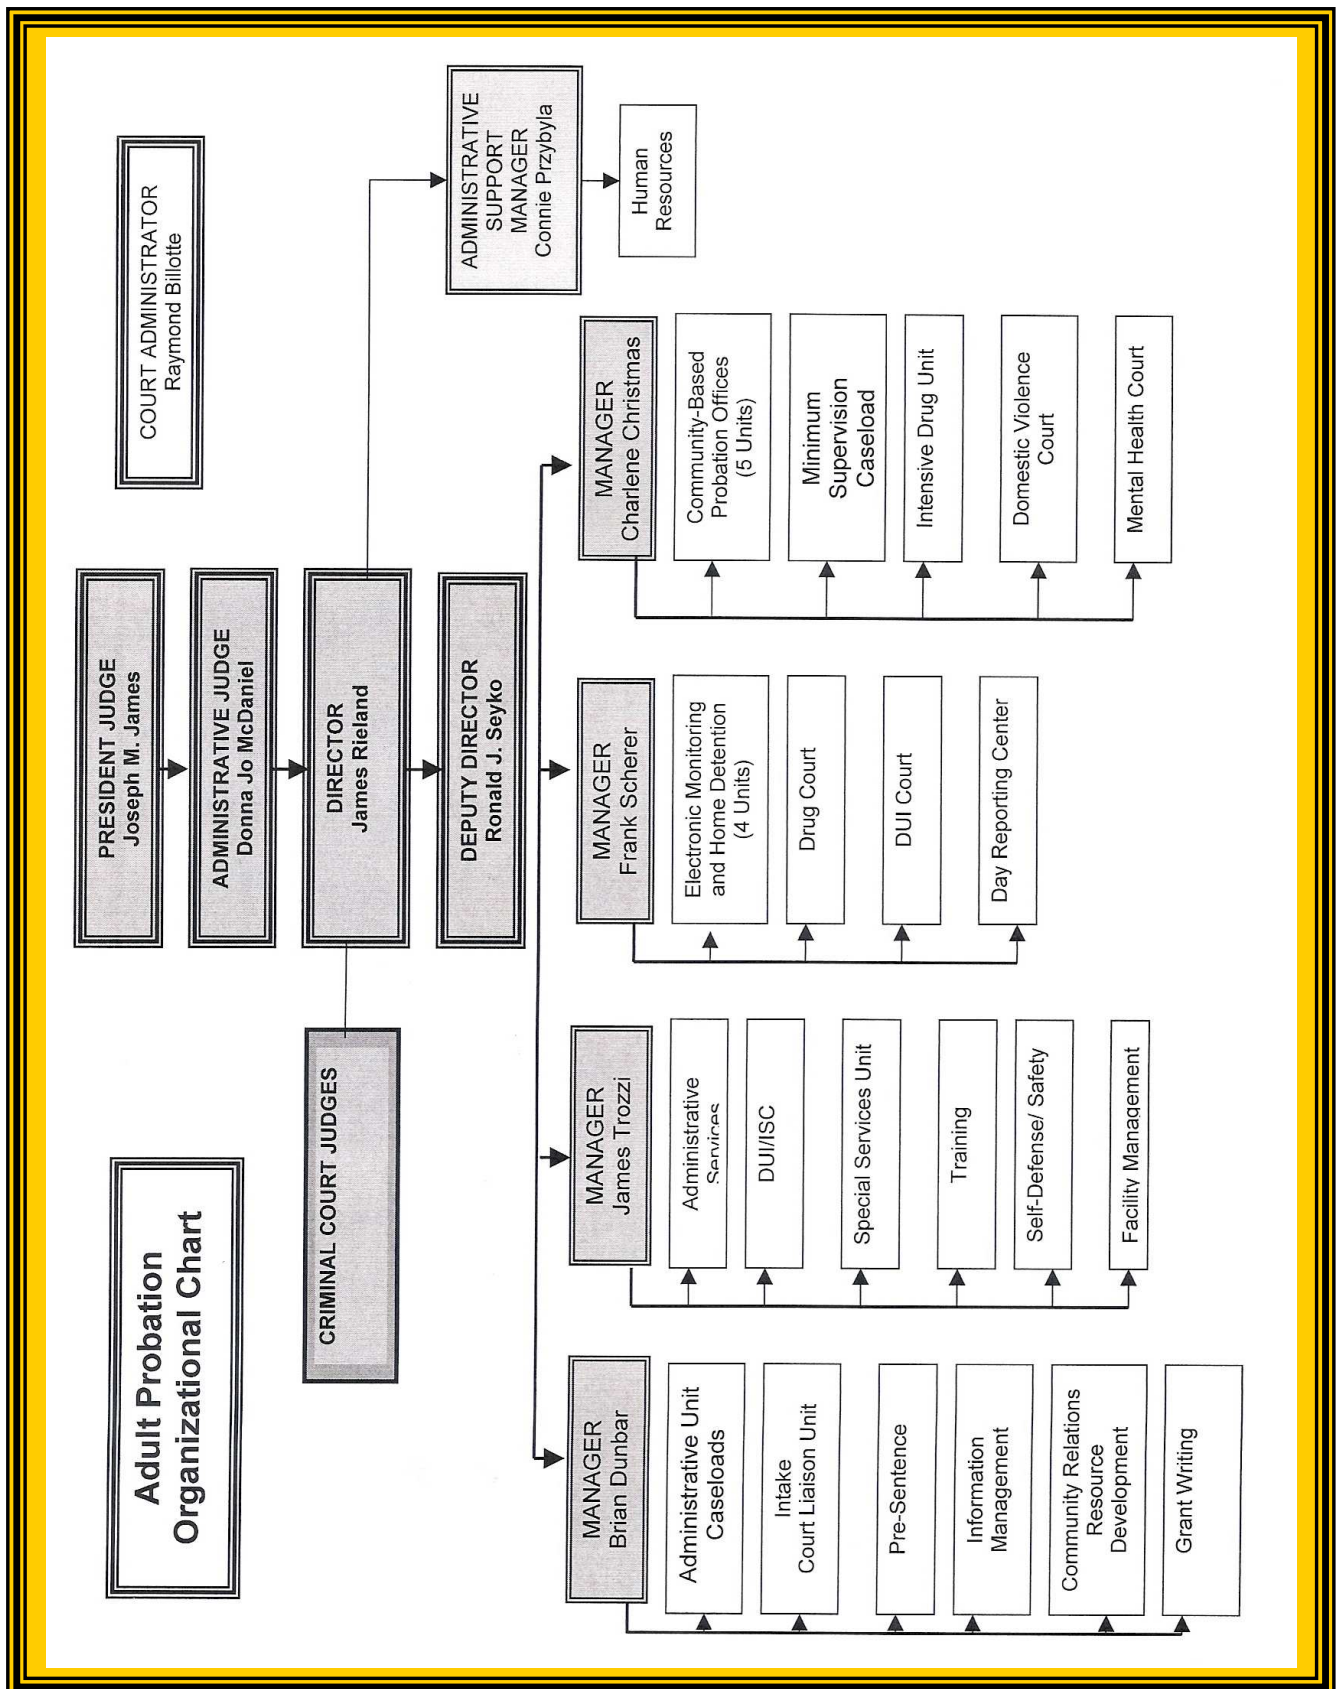 Adult Probation
Organizational Chart
COURT ADMINISTRATOR
Raymond Billotte
PRESIDENT JUDGE
Joseph M. James
ADMINISTRATIVE JUDGE
Donna Jo McDaniel
CRIMINAL COURT JUDGES
DIRECTOR
James Rieland
DEPUTY DIRECTOR
Ronald J. Seyko
ADMINISTRATIVE
SUPPORT
MANAGER
Connie Przybyla
Human
Resources
MANAGER
Brian Dunbar
Administrative Unit
Caseloads
Intake
Court Liaison Unit
Pre-Sentence
Information
Management
Community Relations
Resource
Development
Grant Writing
MANAGER
James Trozzi
Administrative
Services
DUI/ISC
Special Services Unit
Training
Self-Defense/ Safety
Facility Management
MANAGER
Frank Scherer
Electronic Monitoring
and Home Detention
(4 Units)
Drug Court
DUI Court
Day Reporting Center
MANAGER
Charlene Christmas
Community-Based
Probation Offices
(5 Units)
Minimum
Supervision
Caseload
Intensive Drug Unit
Domestic Violence
Court
Mental Health Court